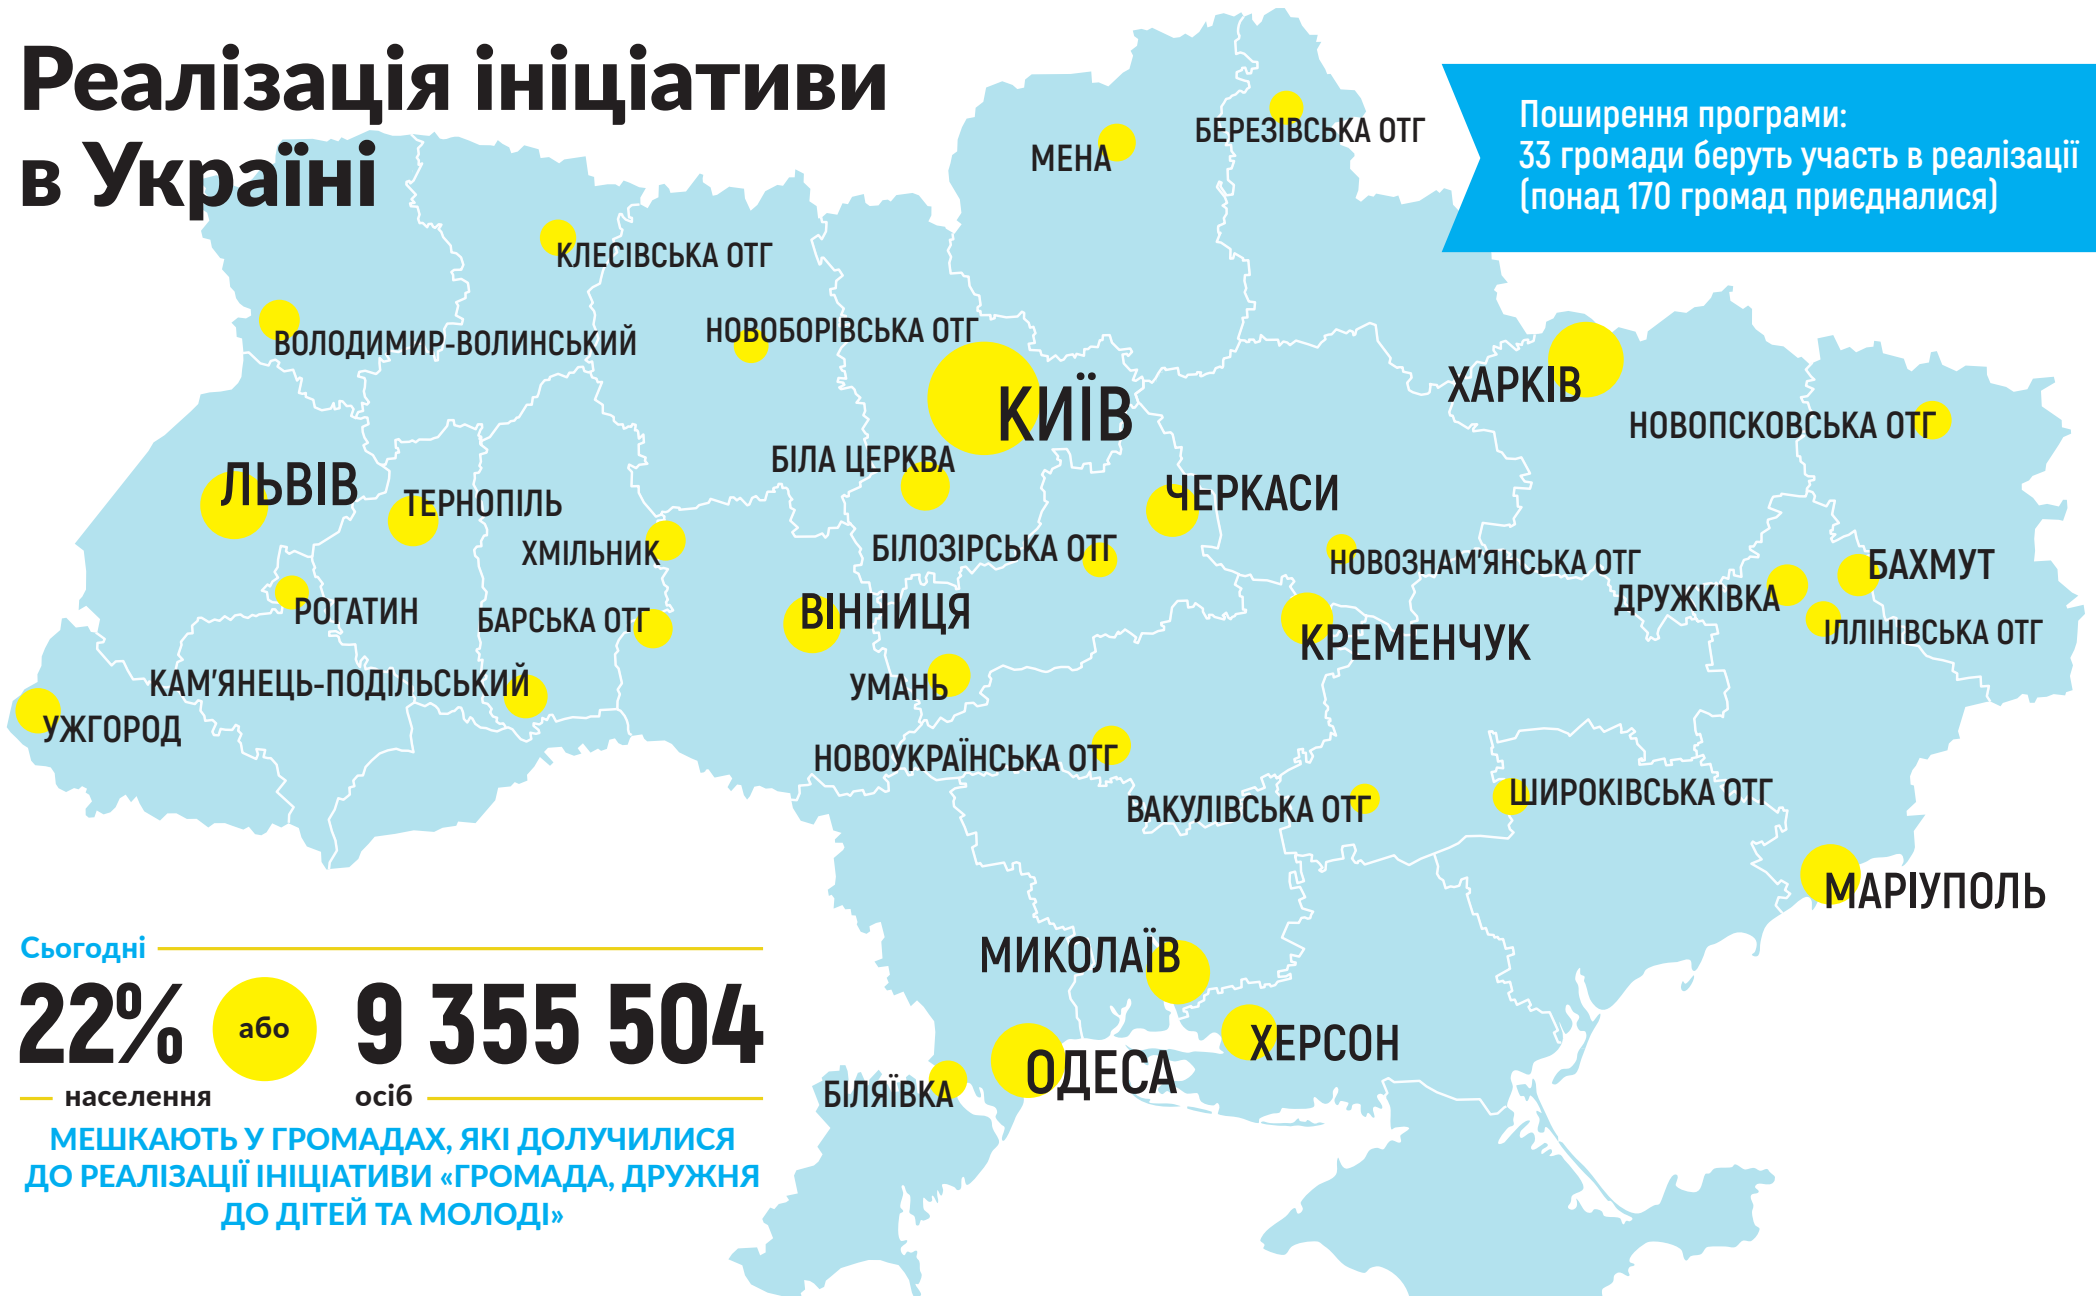 Реалізація ініціативи
в Україні
Поширення програми:
33 громади беруть участь в реалізації
(понад 170 громад приєдналися)
БЕРЕЗІВСЬКА ОТГ
МЕНА
КЛЕСІВСЬКА ОТГ
ВОЛОДИМИР-ВОЛИНСЬКИЙ
НОВОБОРІВСЬКА ОТГ
КИЇВ
ХАРКІВ
НОВОПСКОВСЬКА ОТГ
БІЛА ЦЕРКВА
ЛЬВІВ
ТЕРНОПІЛЬ
ЧЕРКАСИ
ХМІЛЬНИК
БІЛОЗІРСЬКА ОТГ
НОВОЗНАМ'ЯНСЬКА ОТГ
БАХМУТ
ДРУЖКІВКА
РОГАТИН
БАРСЬКА ОТГ
ВІННИЦЯ
КРЕМЕНЧУК
ІЛЛІНІВСЬКА ОТГ
КАМ'ЯНЕЦЬ-ПОДІЛЬСЬКИЙ
УМАНЬ
УЖГОРОД
НОВОУКРАЇНСЬКА ОТГ
ВАКУЛІВСЬКА ОТГ
ШИРОКІВСЬКА ОТГ
МАРІУПОЛЬ
МИКОЛАЇВ
ХЕРСОН
ОДЕСА
БІЛЯЇВКА
Сьогодні
22% або 9 355 504
населення осіб
МЕШКАЮТЬ У ГРОМАДАХ, ЯКІ ДОЛУЧИЛИСЯ
ДО РЕАЛІЗАЦІЇ ІНІЦІАТИВИ «ГРОМАДА, ДРУЖНЯ
ДО ДІТЕЙ ТА МОЛОДІ»